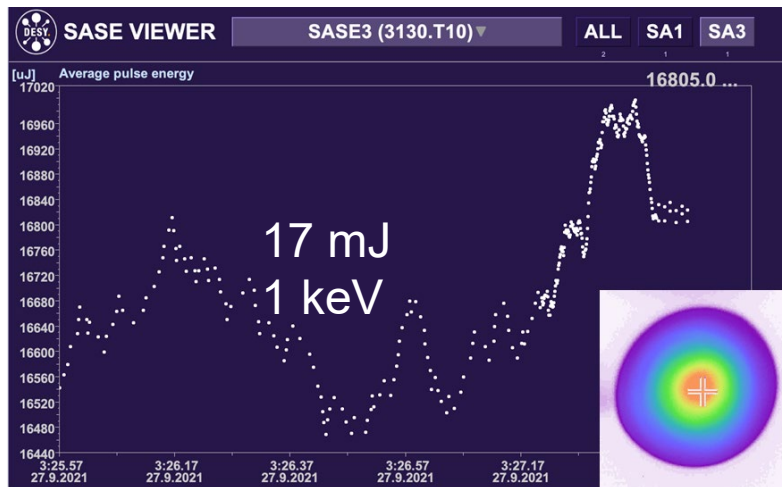 DESY.
SASE VIEWER
SASE3 (3130.T10)
ALL
SA1
SA3
2
1
1
[uJ]
Average pulse energy
16805.0 ...
17020
16960
16920
16880
16840
16800
16760
16720
16680
16640
16600
16560
16520
16480
16440
17 mJ
1 keV
3:25.57
3:26.17
3:26.37
3:26.57
3:27.17
27.9.2021
27.9.2021
27.9.2021
27.9.2021
27.9.2021